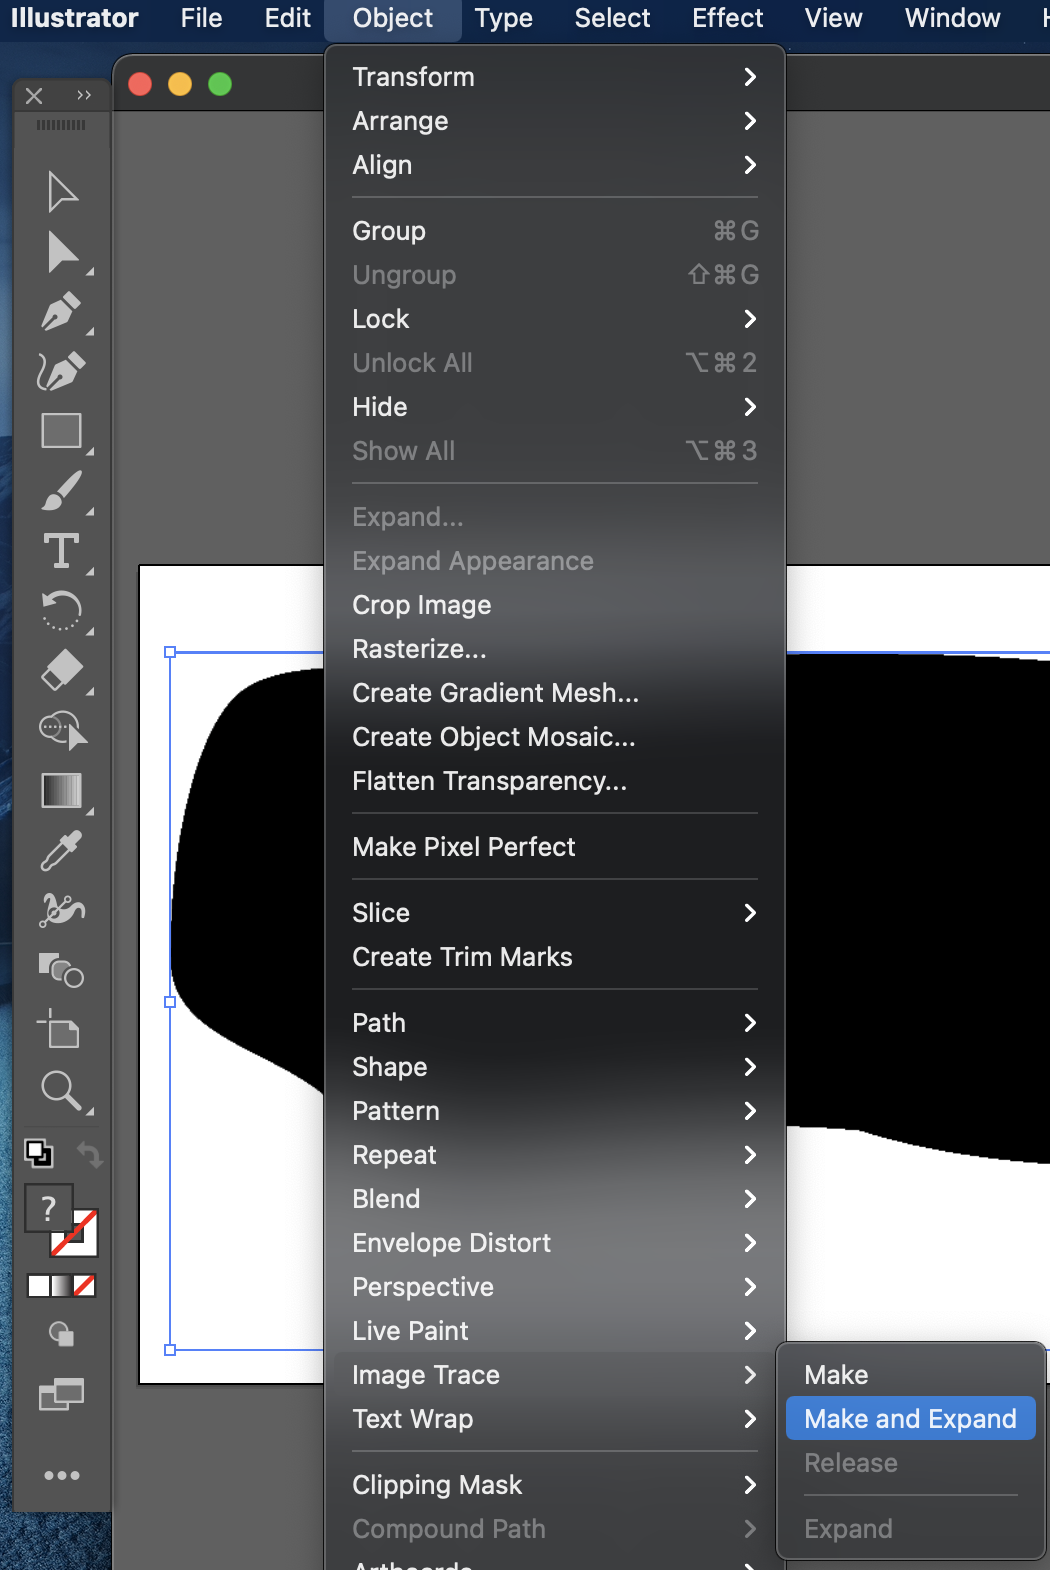 Illustrator File Edit Object Type Select Effect View Window
Transform
Arrange
Align
Group ⌘G
Ungroup ⇧⌘G
Lock
Unlock All ⌥⌘2
Hide
Show All ⌥⌘3
Expand...
Expand Appearance
Crop Image
Rasterize...
Create Gradient Mesh...
Create Object Mosaic...
Flatten Transparency...
Make Pixel Perfect
Slice
Create Trim Marks
Path
Shape
Pattern
Repeat
Blend
Envelope Distort
Perspective
Live Paint
Image Trace
Text Wrap
Clipping Mask
Compound Path
Artboards
Make
Make and Expand
Release
Expand
T
?